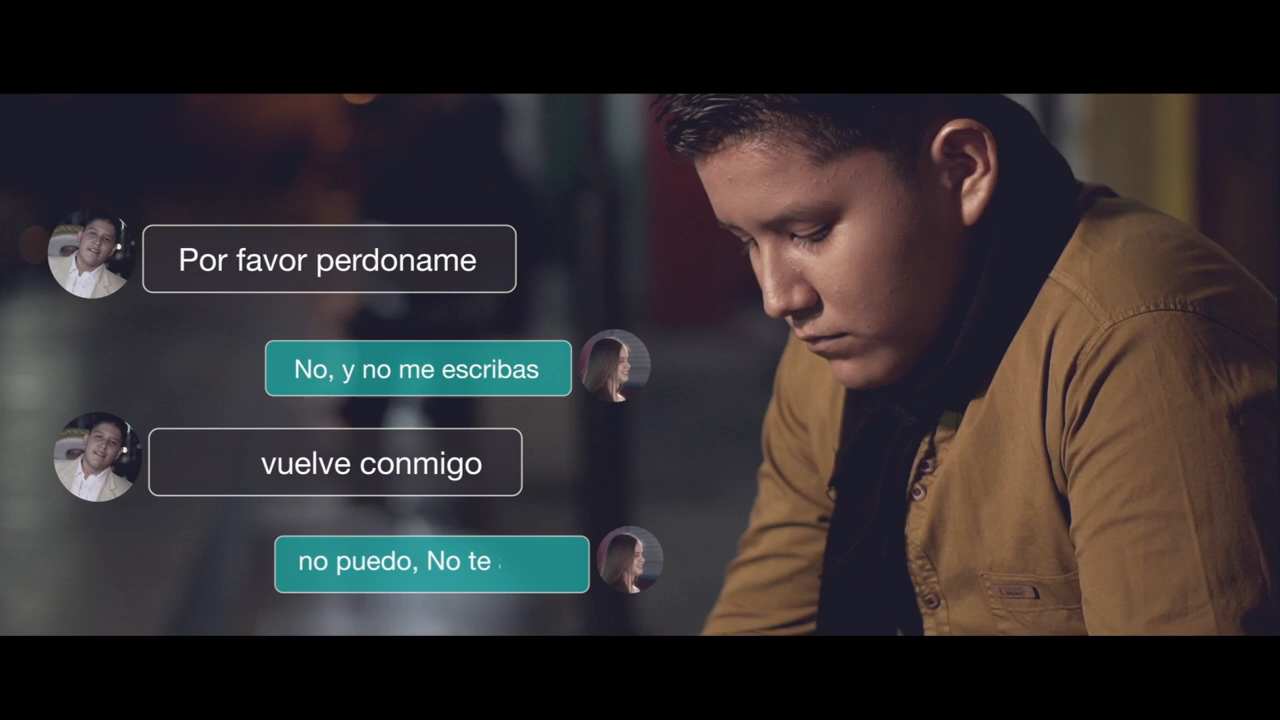 Por favor perdoname
No, y no me escribas
vuelve conmigo
no puedo, No te